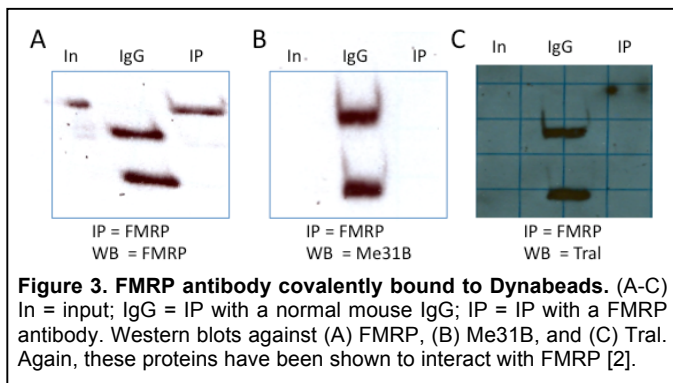 A B C
In IgG IP In IgG IP In IgG IP
IP = FMRP IP = FMRP IP = FMRP
WB = FMRP WB = Me31B WB = Tral
Figure 3. FMRP antibody covalently bound to Dynabeads. (A-C)
In = input; IgG = IP with a normal mouse IgG; IP = IP with a FMRP
antibody. Western blots against (A) FMRP, (B) Me31B, and (C) Tral.
Again, these proteins have been shown to interact with FMRP [2].